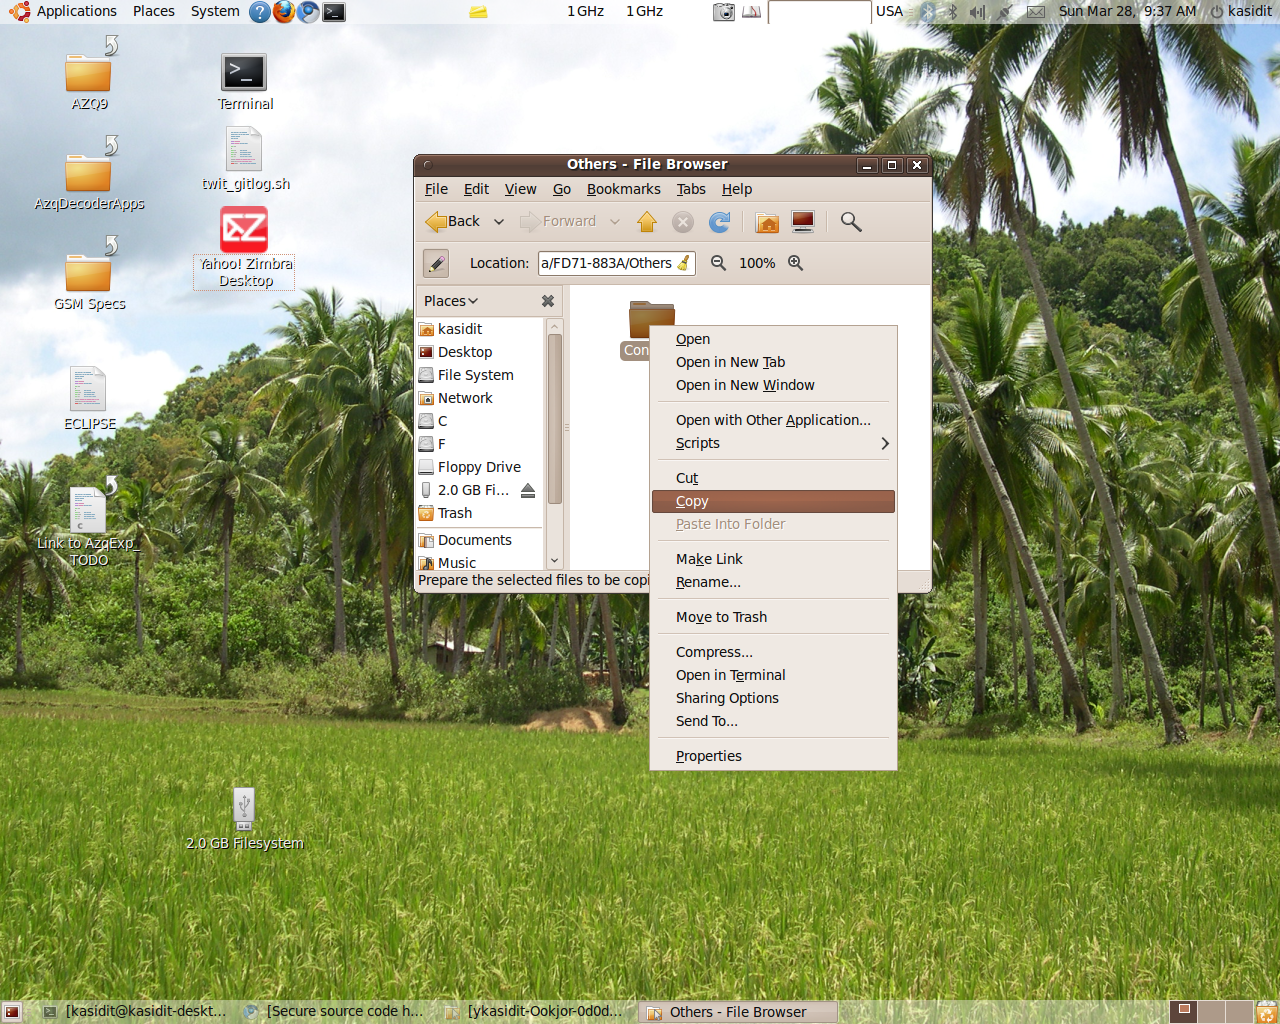 Applications Places System 1 GHz 1 GHz USA Sun Mar 28, 9:37 AM kasidit
AZQ9
Terminal
AzqDecoderApps
twit_gitlog.sh
GSM Specs
Yahoo! Zimbra
Desktop
ECLIPSE
C
Link to AzqExp_
TODO
2.0 GB Filesystem
Others - File Browser
File Edit View Go Bookmarks Tabs Help
Back Forward
Location: a/FD71-883A/Others 100%
Places
kasidit
Desktop
File System
Network
C
F
Floppy Drive
2.0 GB Fi...
Trash
Documents
Music
Prepare the selected files to be copi
Con
Open
Open in New Tab
Open in New Window
Open with Other Application...
Scripts
Cut
Copy
Paste Into Folder
Make Link
Rename...
Move to Trash
Compress...
Open in Terminal
Sharing Options
Send To...
Properties
[kasidit@kasidit-deskt... [Secure source code h... [ykasidit-Ookjor-0d0d... Others - File Browser